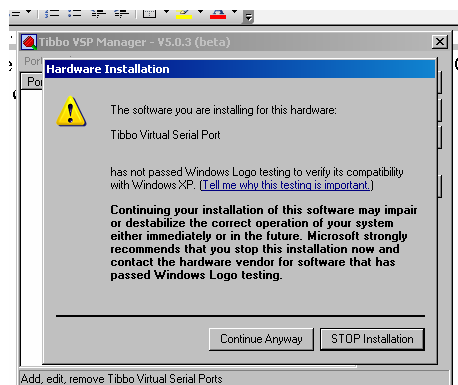 Tibbo VSP Manager - V5.0.3 (beta)
Por
Hardware Installation
Po
The software you are installing for this hardware:
Tibbo Virtual Serial Port
has not passed Windows Logo testing to verify its compatibility
with Windows XP. (Tell me why this testing is important.)
Continuing your installation of this software may impair
or destabilize the correct operation of your system
either immediately or in the future. Microsoft strongly
recommends that you stop this installation now and
contact the hardware vendor for software that has
passed Windows Logo testing.
Continue Anyway
STOP Installation
Add, edit, remove Tibbo Virtual Serial Ports